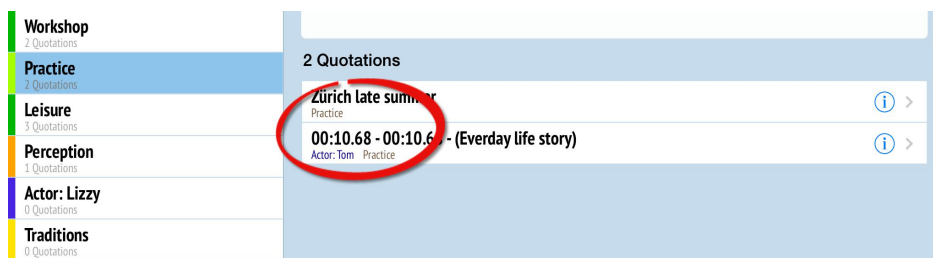 Workshop
2 Quotations
Practice
2 Quotations
Leisure
3 Quotations
Perception
1 Quotations
Actor: Lizzy
0 Quotations
Traditions
0 Quotations
2 Quotations
Zürich late summer
Practice
00:10.68 - 00:10.68 - (Everday life story)
Actor: Tom Practice